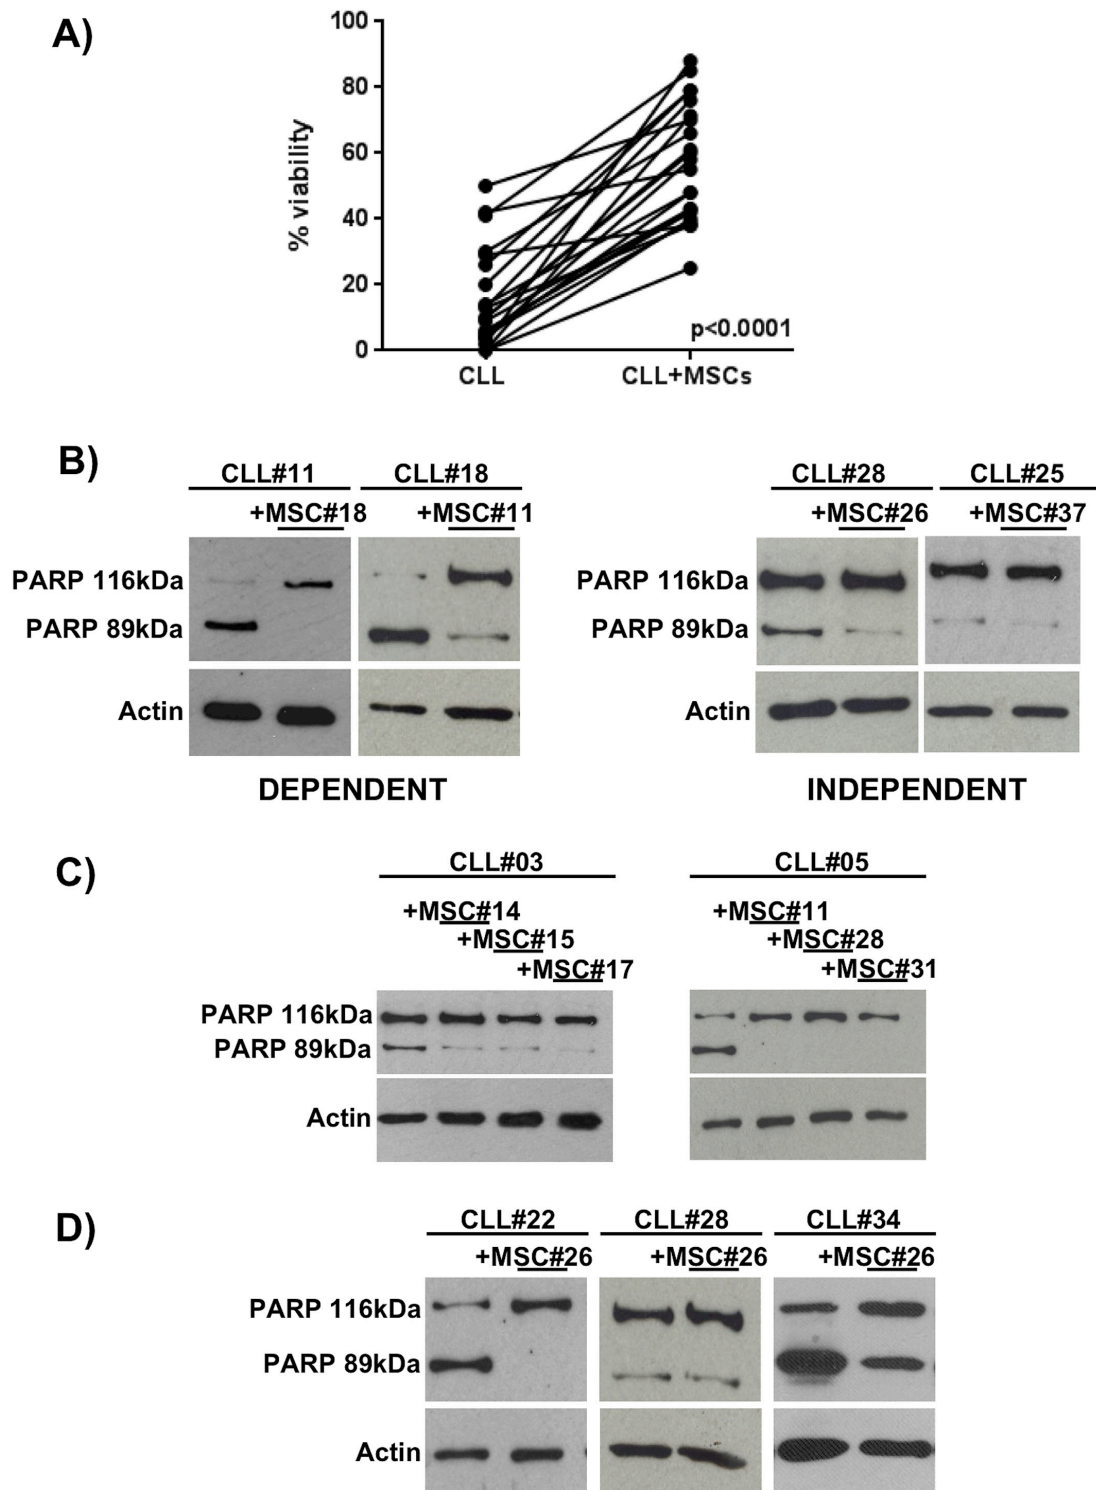 A)
100
80
60
40
20
0
% viability
p<0.0001
CLL CLL+MSCs
B)
CLL#11 CLL#18 CLL#28 CLL#25
+MSC#18 +MSC#11 +MSC#26 +MSC#37
PARP 116kDa PARP 116kDa
PARP 89kDa PARP 89kDa
Actin Actin
DEPENDENT INDEPENDENT
C)
CLL#03 CLL#05
+MSC#14 +MSC#11
+MSC#15 +MSC#28
+MSC#17 +MSC#31
PARP 116kDa
PARP 89kDa
Actin
D)
CLL#22 CLL#28 CLL#34
+MSC#26 +MSC#26 +MSC#26
PARP 116kDa
PARP 89kDa
Actin